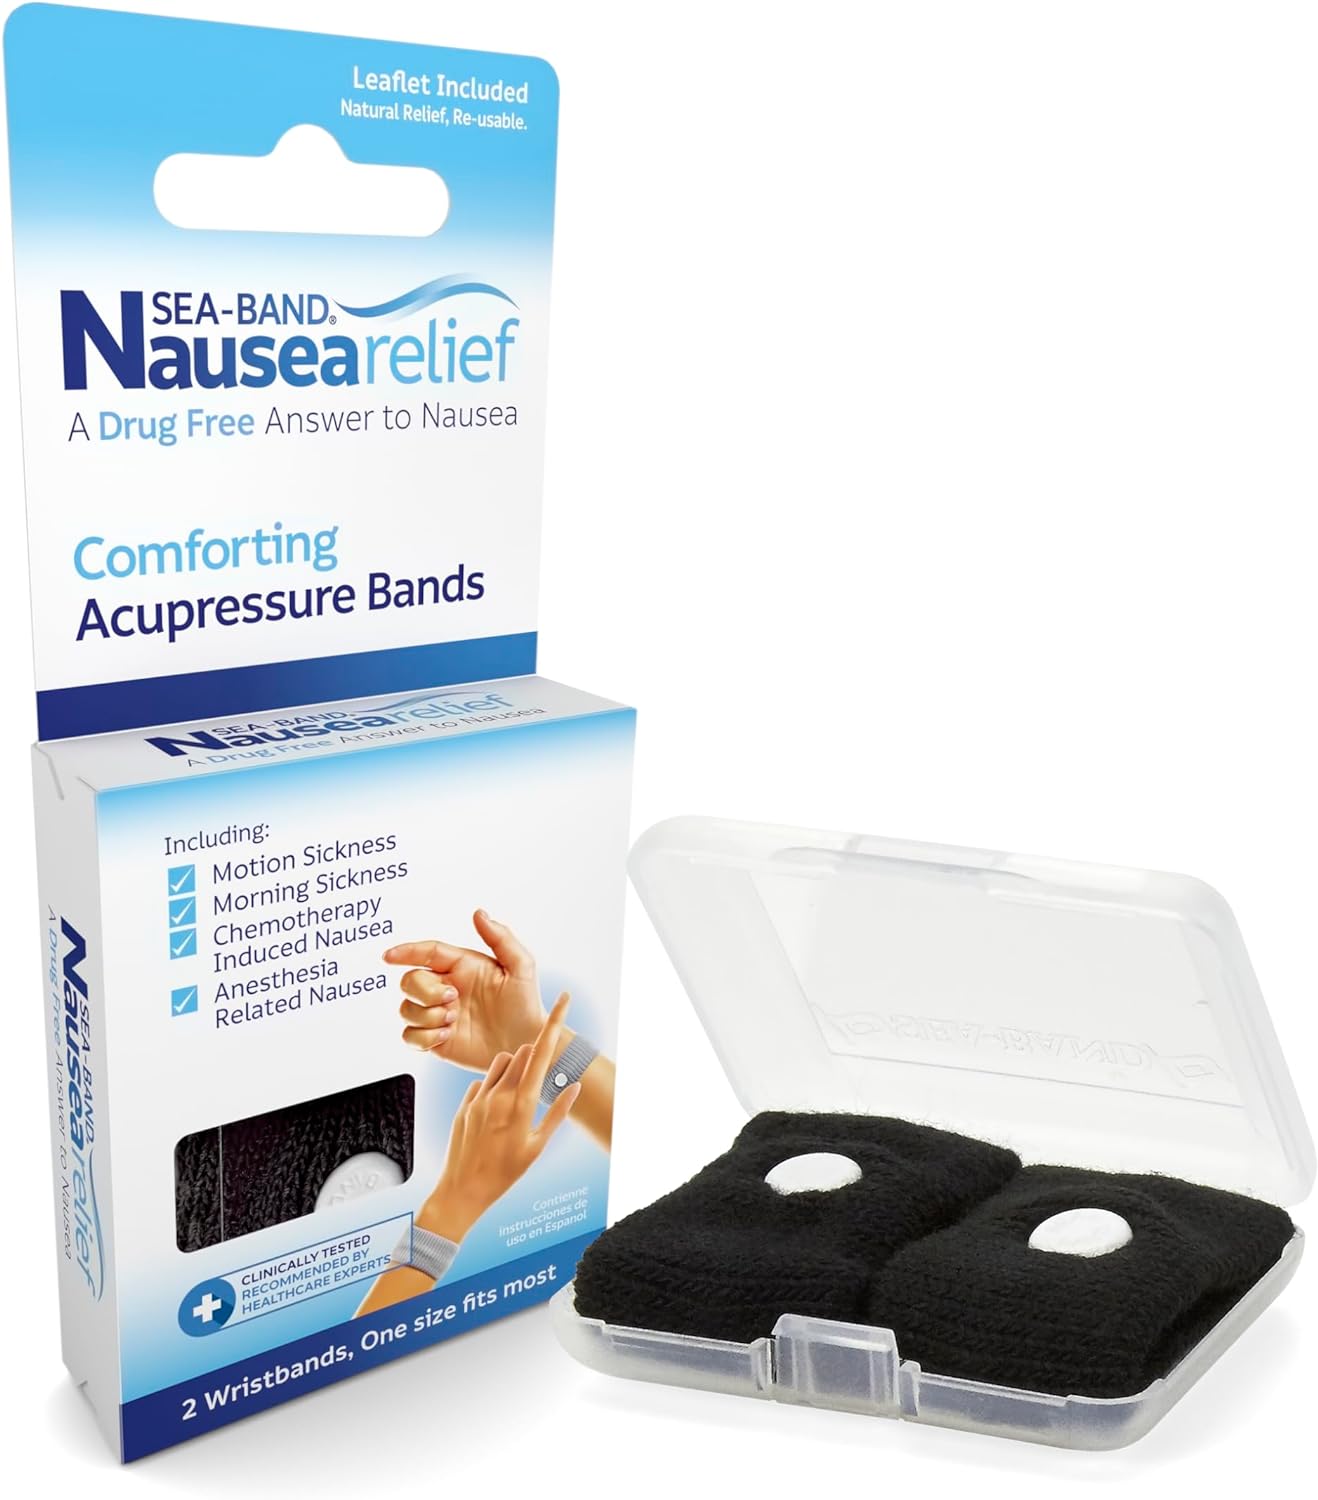 Leaflet Included
Natural Relief, Re-usable.
SEA-BAND®
Nausearelief
A Drug Free Answer to Nausea
Comforting
Acupressure Bands
SEA-BAND
Nausearelief
A Drug Free Answer to Nausea
Including:
Motion Sickness
Morning Sickness
Chemotherapy
Induced Nausea
Anesthesia
Related Nausea
SEA-BAND
Nausearelief
A Drug Free Answer to Nausea
Contienne
instrucciones de
uso en Espanol
CLINICALLY TESTED
RECOMMENDED BY
HEALTHCARE EXPERTS
2 Wristbands, One size fits most
SEA-BAND